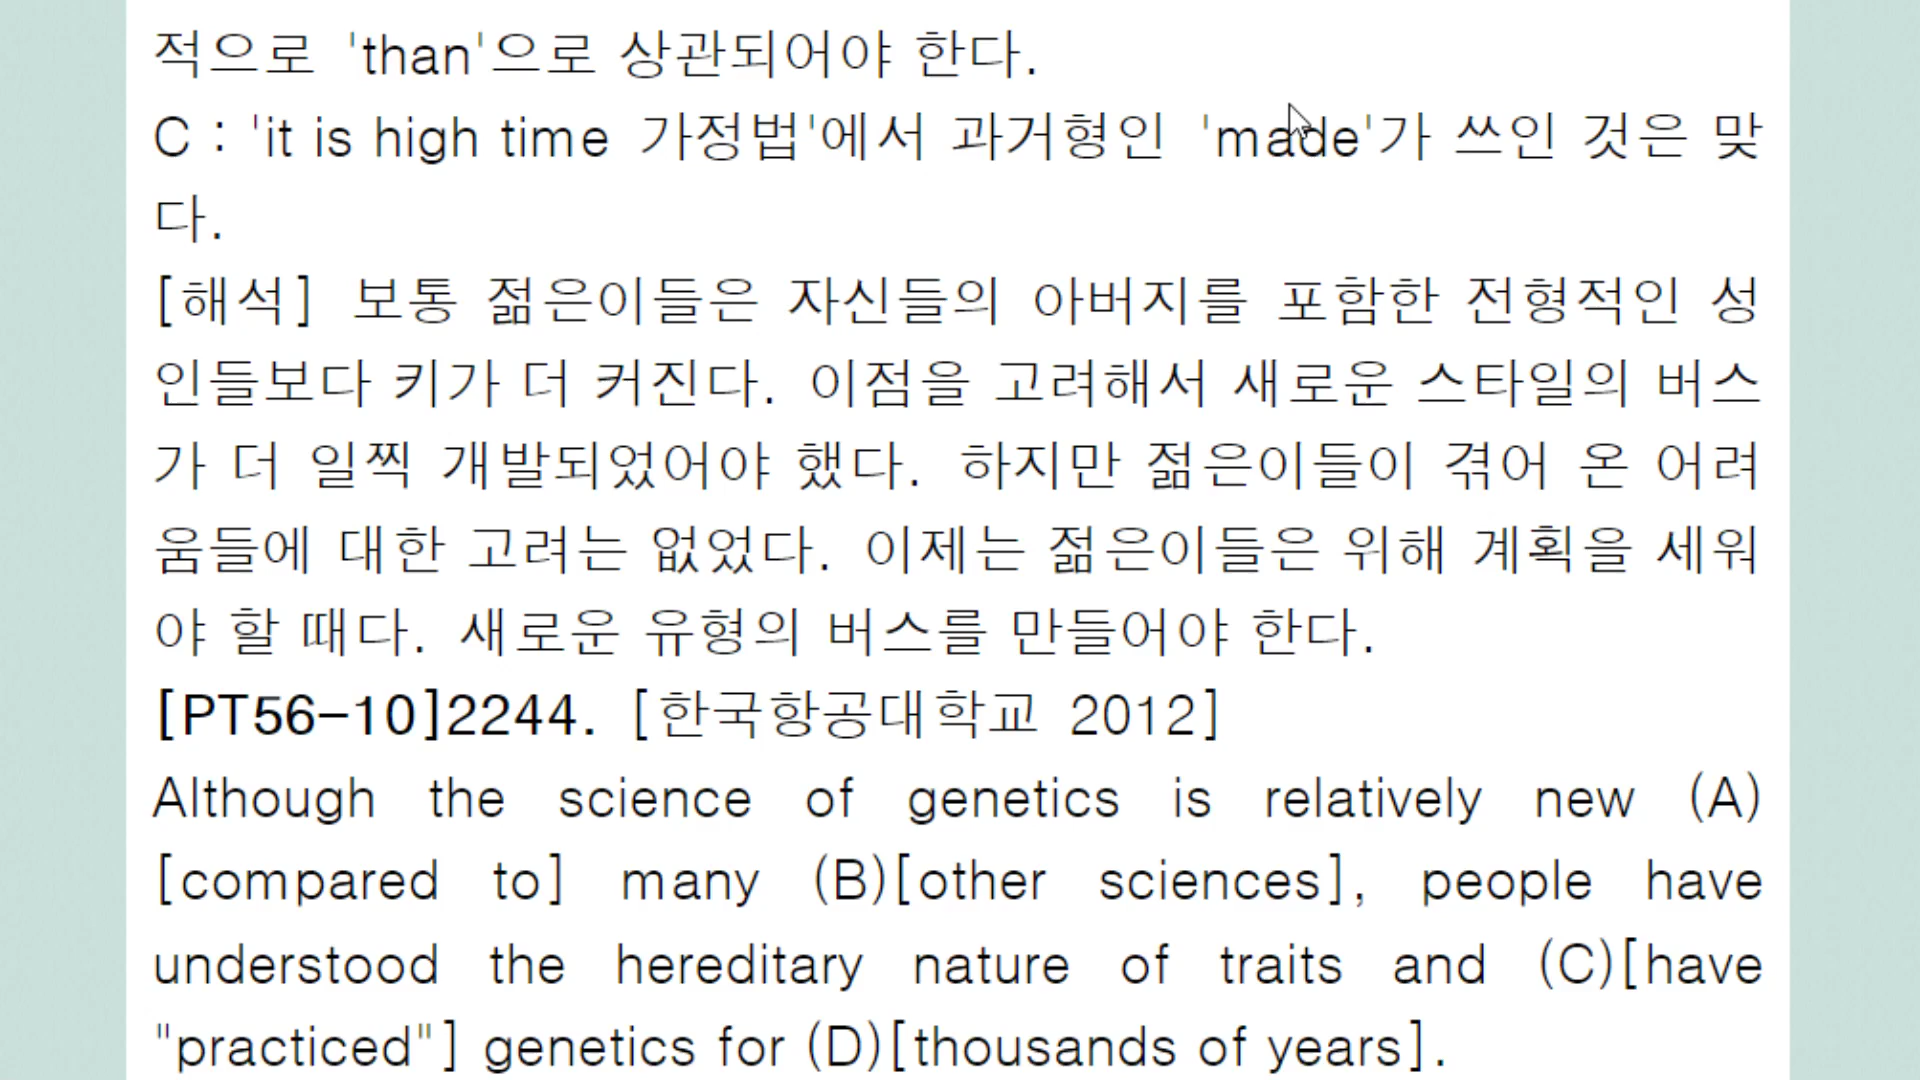 적으로 'than'으로 상관되어야 한다.
C : 'it is high time 가정법'에서 과거형인 'made'가 쓰인 것은 맞
다.
[해석] 보통 젊은이들은 자신들의 아버지를 포함한 전형적인 성
인들보다 키가 더 커진다. 이점을 고려해서 새로운 스타일의 버스
가 더 일찍 개발되었어야 했다. 하지만 젊은이들이 겪어 온 어려
움들에 대한 고려는 없었다. 이제는 젊은이들은 위해 계획을 세워
야 할 때다. 새로운 유형의 버스를 만들어야 한다.
[PT56-10]2244. [한국항공대학교 2012]
Although the science of genetics is relatively new (A)
[compared to] many (B)[other sciences], people have
understood the hereditary nature of traits and (C)[have
"practiced"] genetics for (D)[thousands of years].